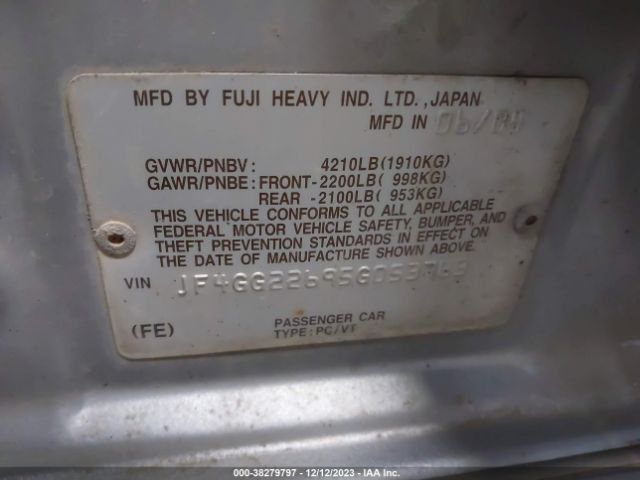 MFD BY FUJI HEAVY IND. LTD., JAPAN
MFD IN
GVWR/PNBV: 4210LB(1910KG)
GAWR/PNBE: FRONT-2200LB( 998KG)
REAR -2100LB( 953KG)
THIS VEHICLE CONFORMS TO ALL APPLICABLE
FEDERAL MOTOR VEHICLE SAFETY, BUMPER, AND
THEFT PREVENTION STANDARDS IN EFFECT ON
THE DATE OF MANUFACTURE SHOWN ABOVE.
VIN JF4GG22695G053763
(FE) PASSENGER CAR
TYPE: PC/VT
000-38279797 - 12/12/2023 - IAA Inc.